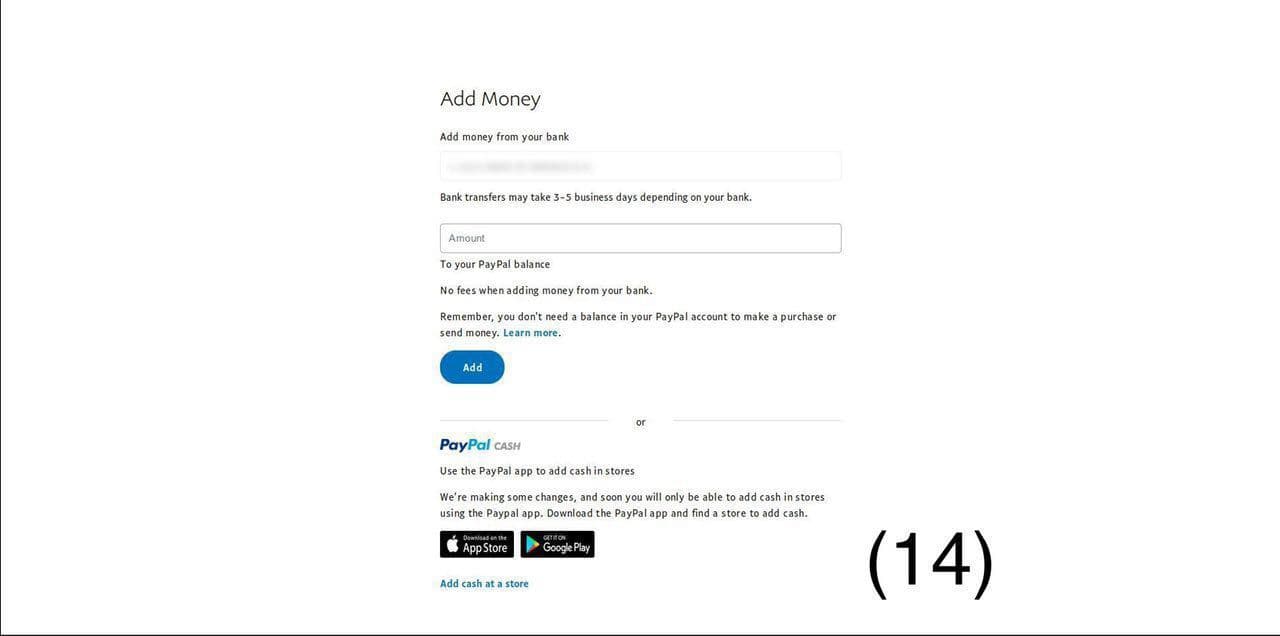 Add Money
Add money from your bank
Bank transfers may take 3-5 business days depending on your bank.
Amount
To your PayPal balance
No fees when adding money from your bank.
Remember, you don't need a balance in your PayPal account to make a purchase or
send money. Learn more.
Add
or
PayPal CASH
Use the PayPal app to add cash in stores
We're making some changes, and soon you will only be able to add cash in stores
using the Paypal app. Download the PayPal app and find a store to add cash.
Download on the
App Store
GET IT ON
Google Play
Add cash at a store
(14)